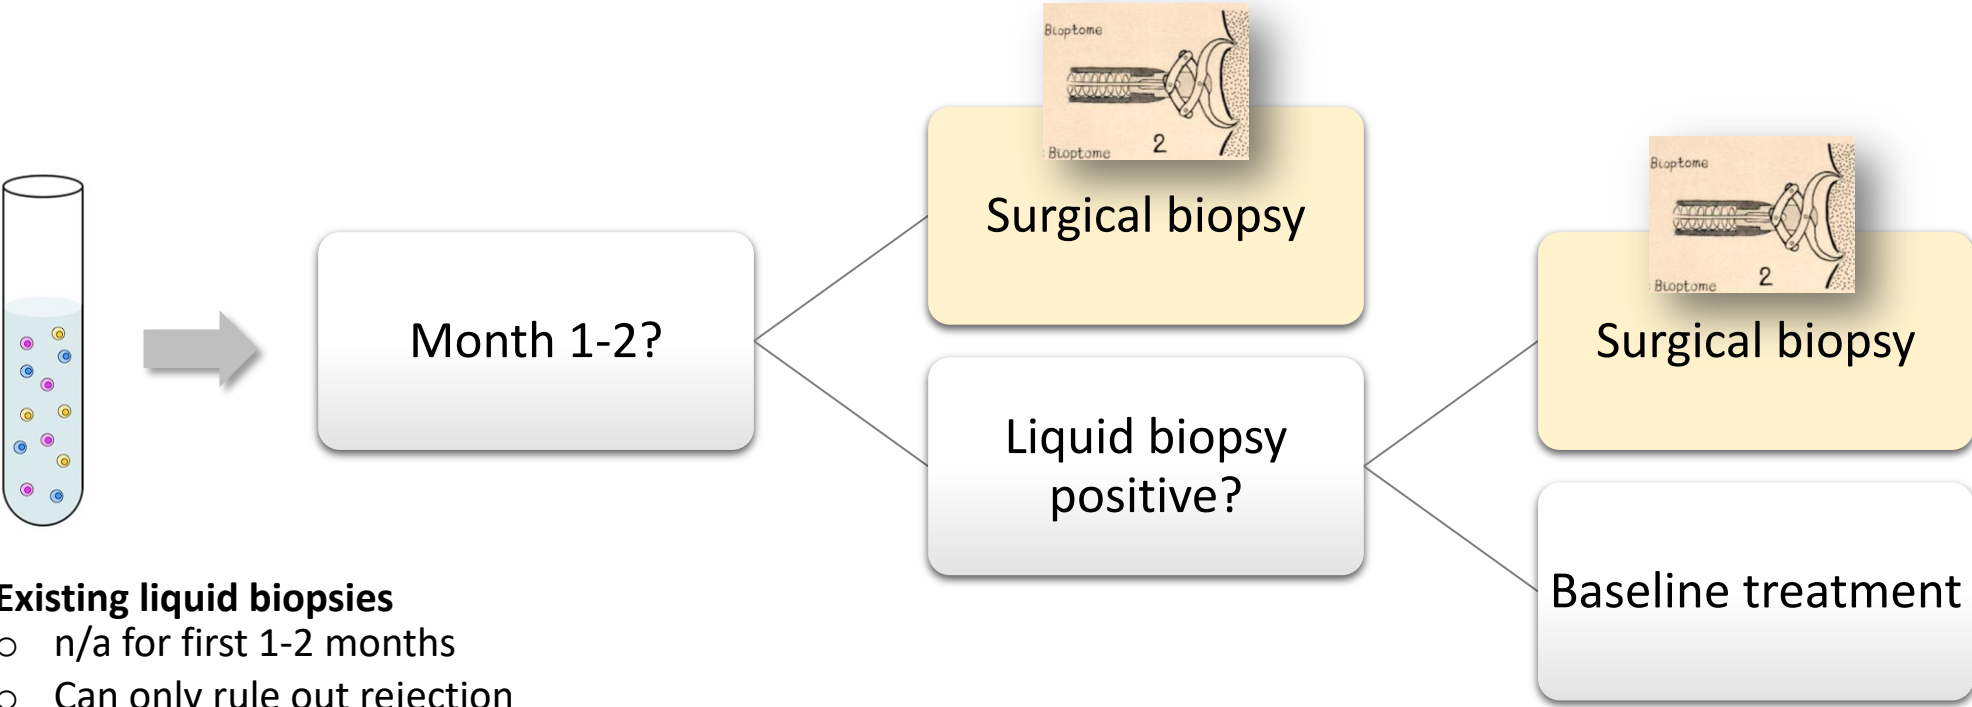 Bioptome
2
Bioptome
Surgical biopsy
Bioptome
2
Bioptome
Surgical biopsy
Month 1-2?
Liquid biopsy
positive?
Baseline treatment
Existing liquid biopsies
○ n/a for first 1-2 months
○ Can only rule out rejection